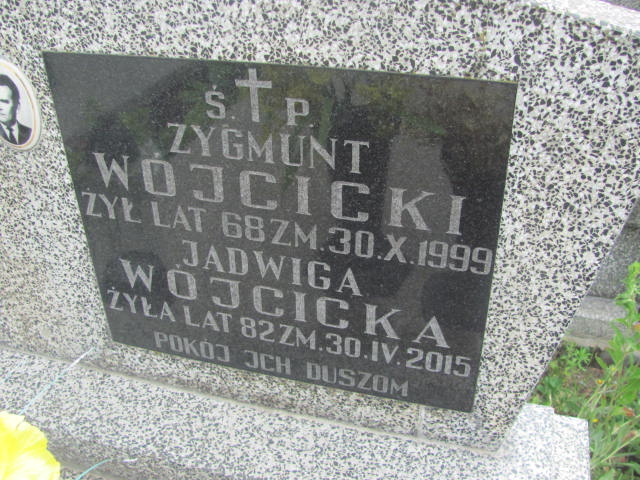 Ś.†P.
ZYGMUNT
WÓJCICKI
ŻYŁ LAT 68 ZM. 30.X.1999
JADWIGA
WÓJCICKA
ŻYŁA LAT 82 ZM. 30.IV.2015
POKÓJ JCH DUSZOM